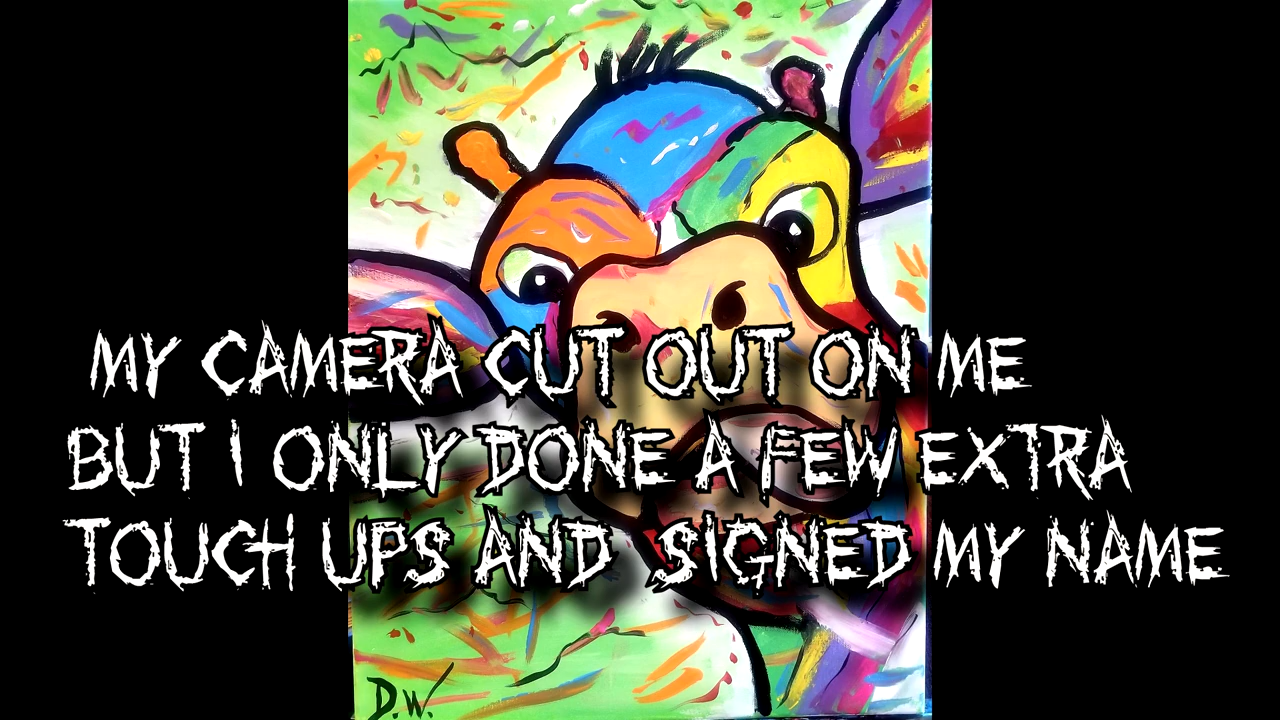 MY CAMERA CUT OUT ON ME
BUT I ONLY DONE A FEW EXTRA
TOUCH UPS AND SIGNED MY NAME
D.W.